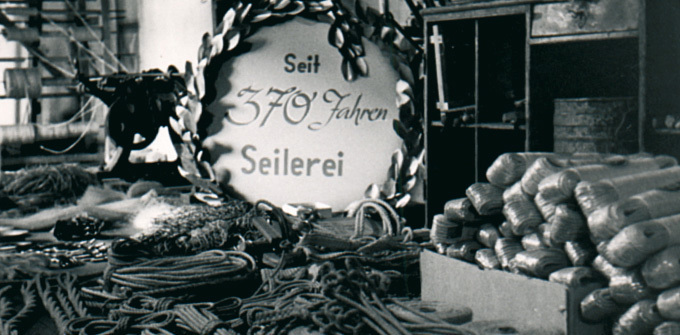 Seit
370 Jahren
Seilerei